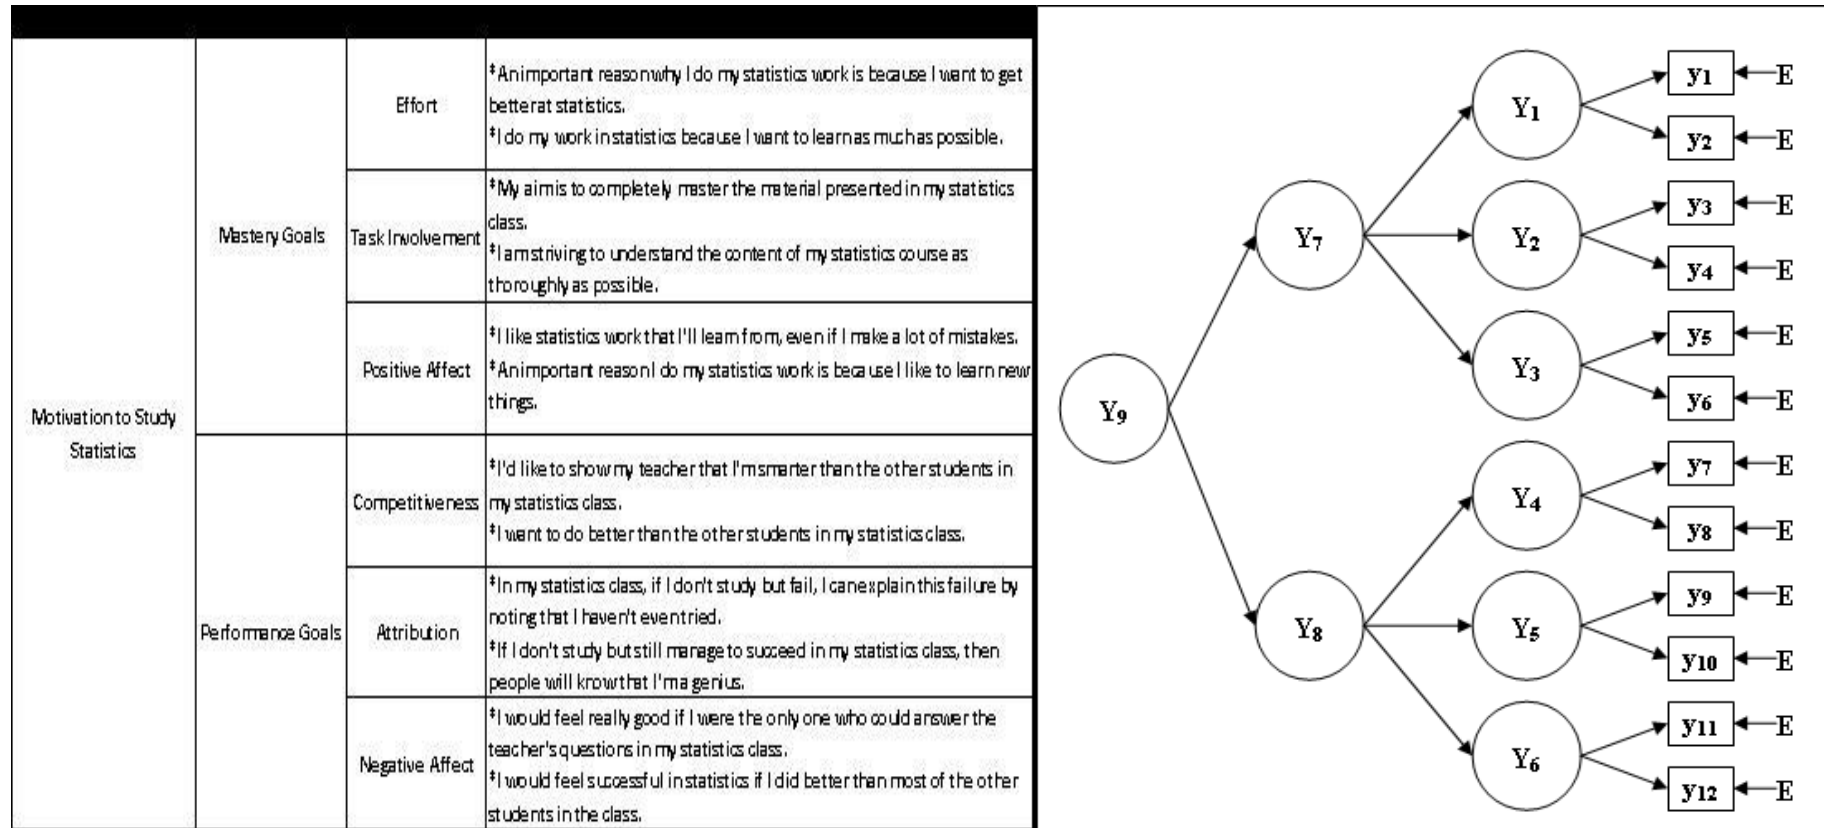 Motivation to Study
Statistics
Mastery Goals
Effort
*An important reason why I do my statistics work is because I want to get
better at statistics.
*I do my work in statistics because I want to learn as much as possible.
Task Involvement
*My aim is to completely master the material presented in my statistics
class.
*I am striving to understand the content of my statistics course as
thoroughly as possible.
Positive Affect
*I like statistics work that I'll learn from, even if I make a lot of mistakes.
*An important reason I do my statistics work is because I like to learn new
things.
Performance Goals
Competitiveness
*I'd like to show my teacher that I'm smarter than the other students in
my statistics class.
*I want to do better than the other students in my statistics class.
Attribution
*In my statistics class, if I don't study but fail, I can explain this failure by
noting that I haven't even tried.
*If I don't study but still manage to succeed in my statistics class, then
people will know that I'm a genius.
Negative Affect
*I would feel really good if I were the only one who could answer the
teacher's questions in my statistics class.
*I would feel successful in statistics if I did better than most of the other
students in the class.
Y9
Y7
Y8
Y1
Y2
Y3
Y4
Y5
Y6
y1 E
y2 E
y3 E
y4 E
y5 E
y6 E
y7 E
y8 E
y9 E
y10 E
y11 E
y12 E